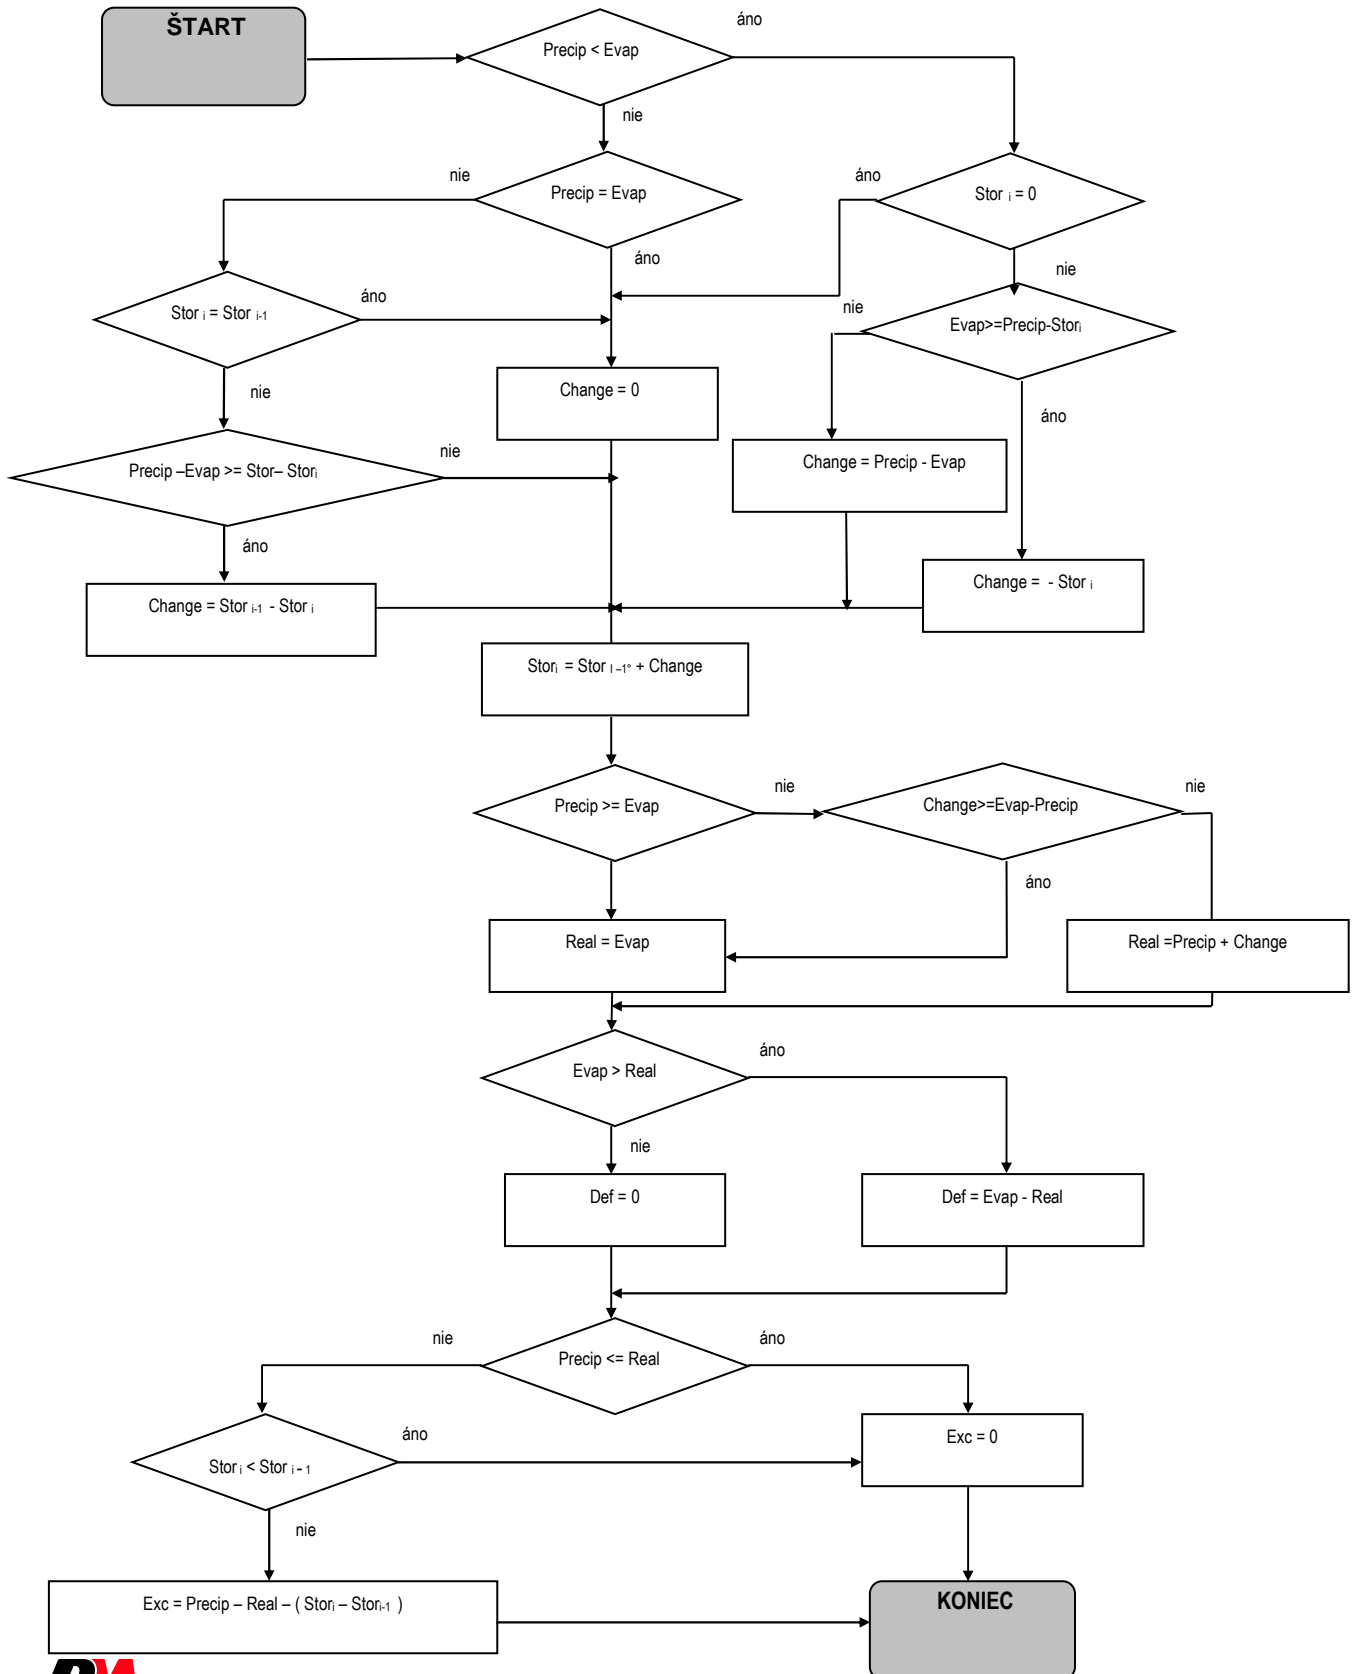 ŠTART
áno
Precip < Evap
nie
nie
Precip = Evap
áno
Stor i = 0
áno
nie
Stor i = Stor i-1
áno
nie
Evap>=Precip-Stori
nie
Change = 0
áno
Precip –Evap >= Stor– Stori
nie
Change = Precip - Evap
áno
Change = Stor i-1 - Stor i
Change = - Stor i
Stori = Stor I –1° + Change
Precip >= Evap
nie
Change>=Evap-Precip
nie
áno
Real = Evap
Real =Precip + Change
Evap > Real
áno
nie
Def = 0
Def = Evap - Real
nie
Precip <= Real
áno
Stor i < Stor i – 1
áno
Exc = 0
nie
Exc = Precip – Real – ( Stori – Stori-1 )
KONIEC